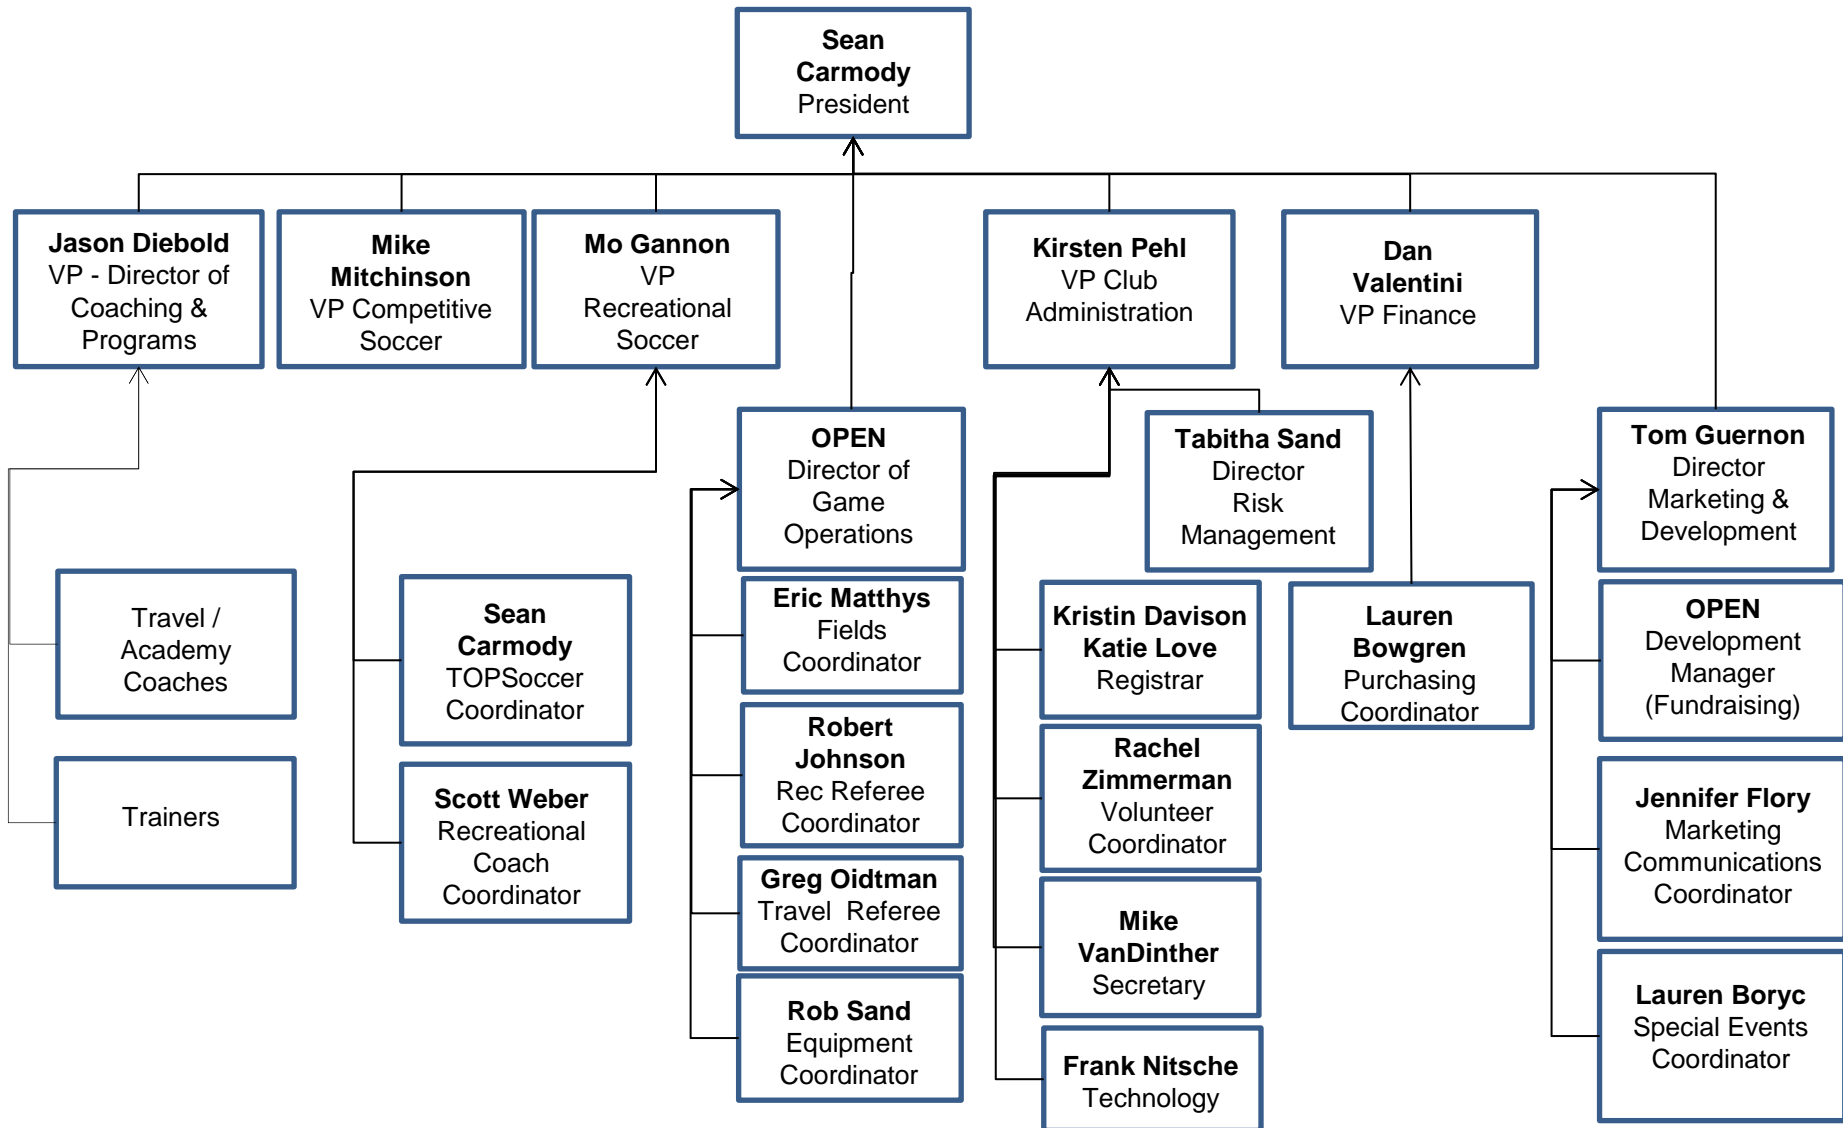 Sean
Carmody
President
Jason Diebold
VP - Director of
Coaching &
Programs
Mike
Mitchinson
VP Competitive
Soccer
Mo Gannon
VP
Recreational
Soccer
Kirsten Pehl
VP Club
Administration
Dan
Valentini
VP Finance
OPEN
Director of
Game
Operations
Tabitha Sand
Director
Risk
Management
Tom Guernon
Director
Marketing &
Development
Travel /
Academy
Coaches
Trainers
Sean
Carmody
TOPSoccer
Coordinator
Scott Weber
Recreational
Coach
Coordinator
Eric Matthys
Fields
Coordinator
Robert
Johnson
Rec Referee
Coordinator
Greg Oidtman
Travel  Referee
Coordinator
Rob Sand
Equipment
Coordinator
Kristin Davison
Katie Love
Registrar
Rachel
Zimmerman
Volunteer
Coordinator
Mike
VanDinther
Secretary
Frank Nitsche
Technology
Lauren
Bowgren
Purchasing
Coordinator
OPEN
Development
Manager
(Fundraising)
Jennifer Flory
Marketing
Communications
Coordinator
Lauren Boryc
Special Events
Coordinator